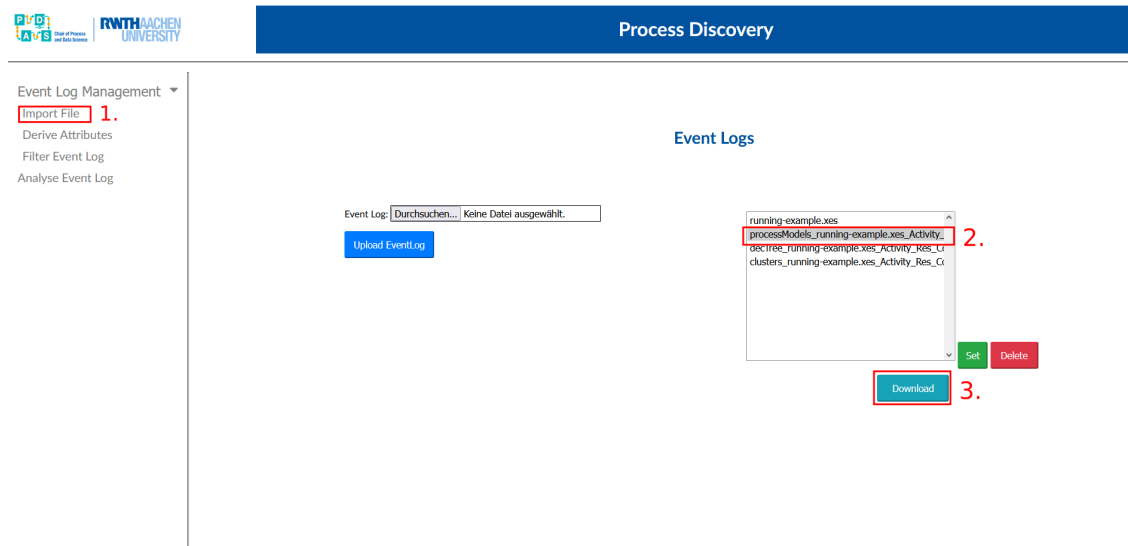 P A D S
Chair of Process
and Data Science
RWTHAACHEN
UNIVERSITY
Process Discovery
Event Log Management
Import File 1.
Derive Attributes
Filter Event Log
Analyse Event Log
Event Logs
Event Log: Durchsuchen... Keine Datei ausgewählt.
Upload EventLog
running-example.xes
processModels_running-example.xes_Activity_ 2.
decTree_running-example.xes_Activity_Res_Co
clusters_running-example.xes_Activity_Res_Co
Set Delete
Download 3.